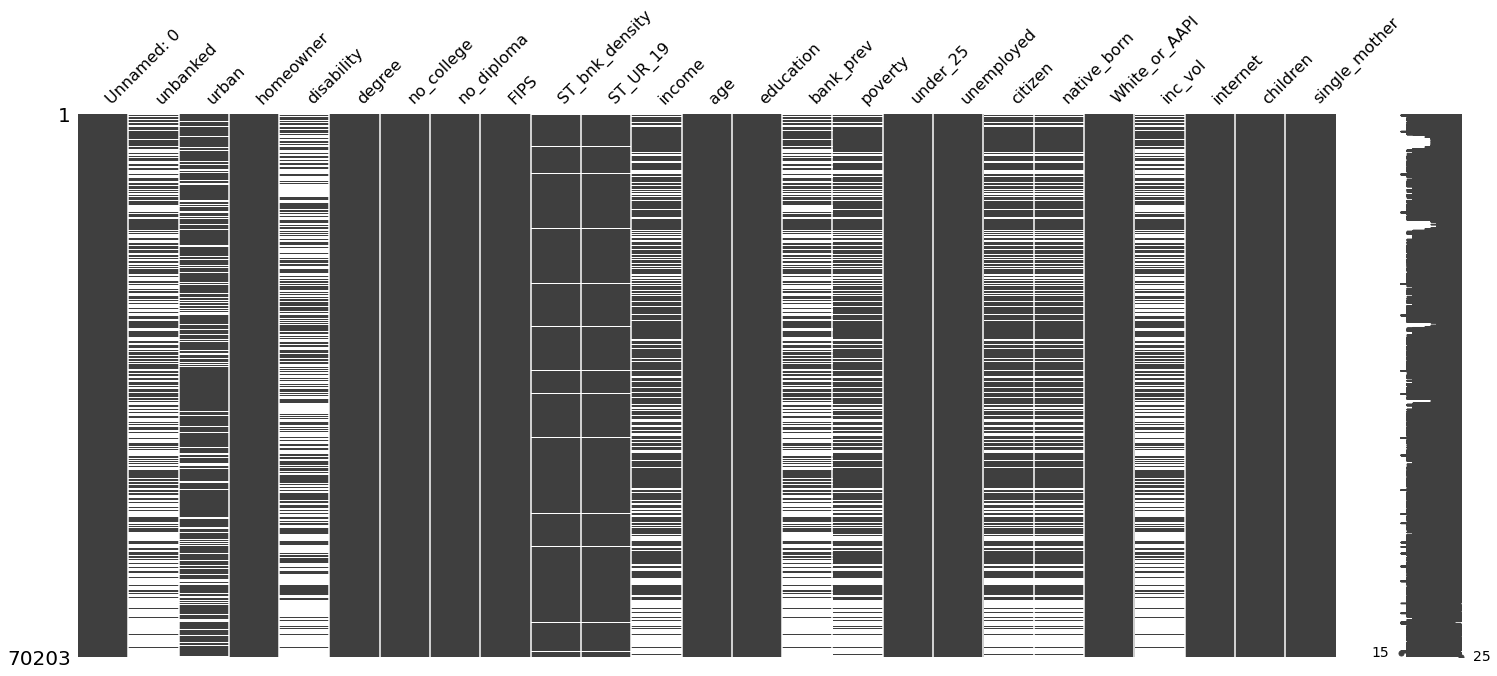 Unnamed: 0
unbanked
urban
homeowner
disability
degree
no_college
no_diploma
FIPS
ST_bnk_density
ST_UR_19
income
age
education
bank_prev
poverty
under_25
unemployed
citizen
native_born
White_or_AAPI
inc_vol
internet
children
single_mother
1
70203
15
25